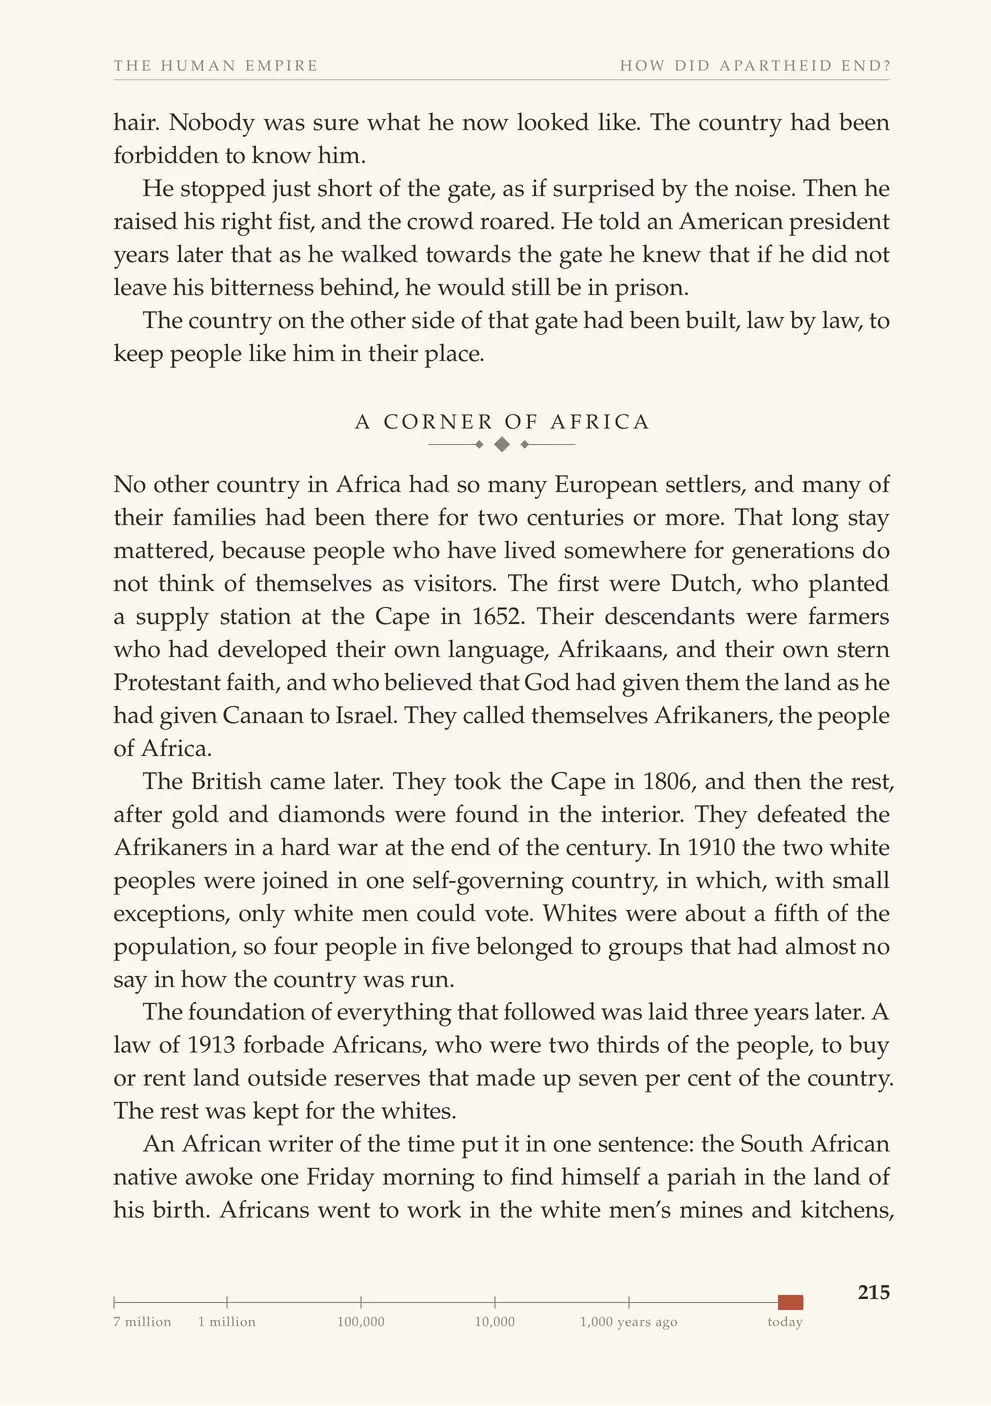 THE HUMAN EMPIRE
HOW DID APARTHEID END?
hair. Nobody was sure what he now looked like. The country had been
forbidden to know him.
He stopped just short of the gate, as if surprised by the noise. Then he
raised his right fist, and the crowd roared. He told an American president
years later that as he walked towards the gate he knew that if he did not
leave his bitterness behind, he would still be in prison.
The country on the other side of that gate had been built, law by law, to
keep people like him in their place.
A CORNER OF AFRICA
No other country in Africa had so many European settlers, and many of
their families had been there for two centuries or more. That long stay
mattered, because people who have lived somewhere for generations do
not think of themselves as visitors. The first were Dutch, who planted
a supply station at the Cape in 1652. Their descendants were farmers
who had developed their own language, Afrikaans, and their own stern
Protestant faith, and who believed that God had given them the land as he
had given Canaan to Israel. They called themselves Afrikaners, the people
of Africa.
The British came later. They took the Cape in 1806, and then the rest,
after gold and diamonds were found in the interior. They defeated the
Afrikaners in a hard war at the end of the century. In 1910 the two white
peoples were joined in one self-governing country, in which, with small
exceptions, only white men could vote. Whites were about a fifth of the
population, so four people in five belonged to groups that had almost no
say in how the country was run.
The foundation of everything that followed was laid three years later. A
law of 1913 forbade Africans, who were two thirds of the people, to buy
or rent land outside reserves that made up seven per cent of the country.
The rest was kept for the whites.
An African writer of the time put it in one sentence: the South African
native awoke one Friday morning to find himself a pariah in the land of
his birth. Africans went to work in the white men’s mines and kitchens,
215
7 million 1 million 100,000 10,000 1,000 years ago today